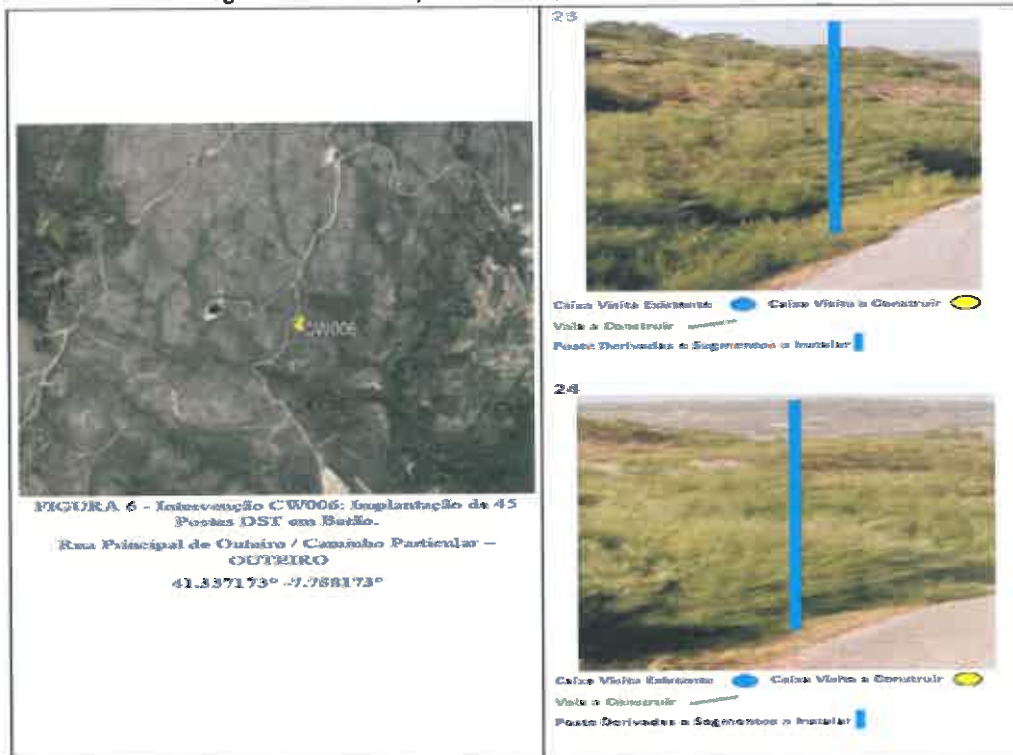 CW006
FIGURA 6 - Intervenção CW006: Implantação de 45
Postes DST em Betão.
Rua Principal de Outeiro / Caminho Particular –
OUTEIRO
41.337173° -7.788173°
23
Caixa Visita Existente Caixa Visita a Construir
Vala a Construir
Poste Derivadas e Segmentos a Instalar
24
Caixa Visita Existente Caixa Visita a Construir
Vala a Construir
Poste Derivadas e Segmentos a Instalar